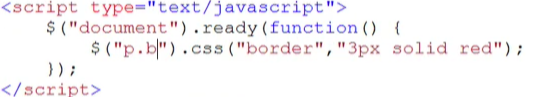 <script type="text/javascript">
$("document").ready(function() {
$("p.b").css("border","3px solid red");
});
</script>